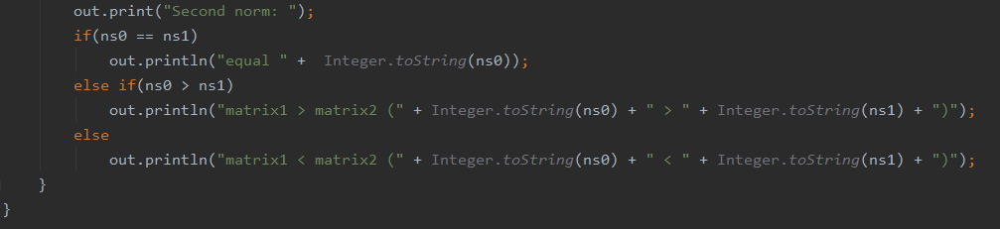 out.print("Second norm: ");
if(ns0 == ns1)
out.println("equal " +  Integer.toString(ns0));
else if(ns0 > ns1)
out.println("matrix1 > matrix2 (" + Integer.toString(ns0) + " > " + Integer.toString(ns1) + ")");
else
out.println("matrix1 < matrix2 (" + Integer.toString(ns0) + " < " + Integer.toString(ns1) + ")");
}
}